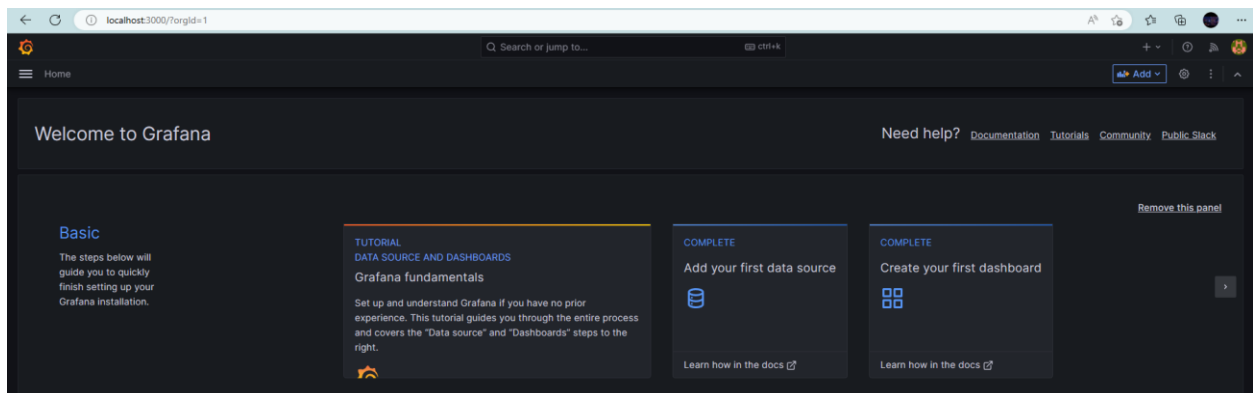 localhost:3000/?orgId=1
Search or jump to... ctrl+k
Home
Add
Welcome to Grafana
Need help? Documentation Tutorials Community Public Slack
Remove this panel
Basic
The steps below will
guide you to quickly
finish setting up your
Grafana installation.
TUTORIAL
DATA SOURCE AND DASHBOARDS
Grafana fundamentals
Set up and understand Grafana if you have no prior
experience. This tutorial guides you through the entire process
and covers the "Data source" and "Dashboards" steps to the
right.
COMPLETE
Add your first data source
Learn how in the docs
COMPLETE
Create your first dashboard
Learn how in the docs